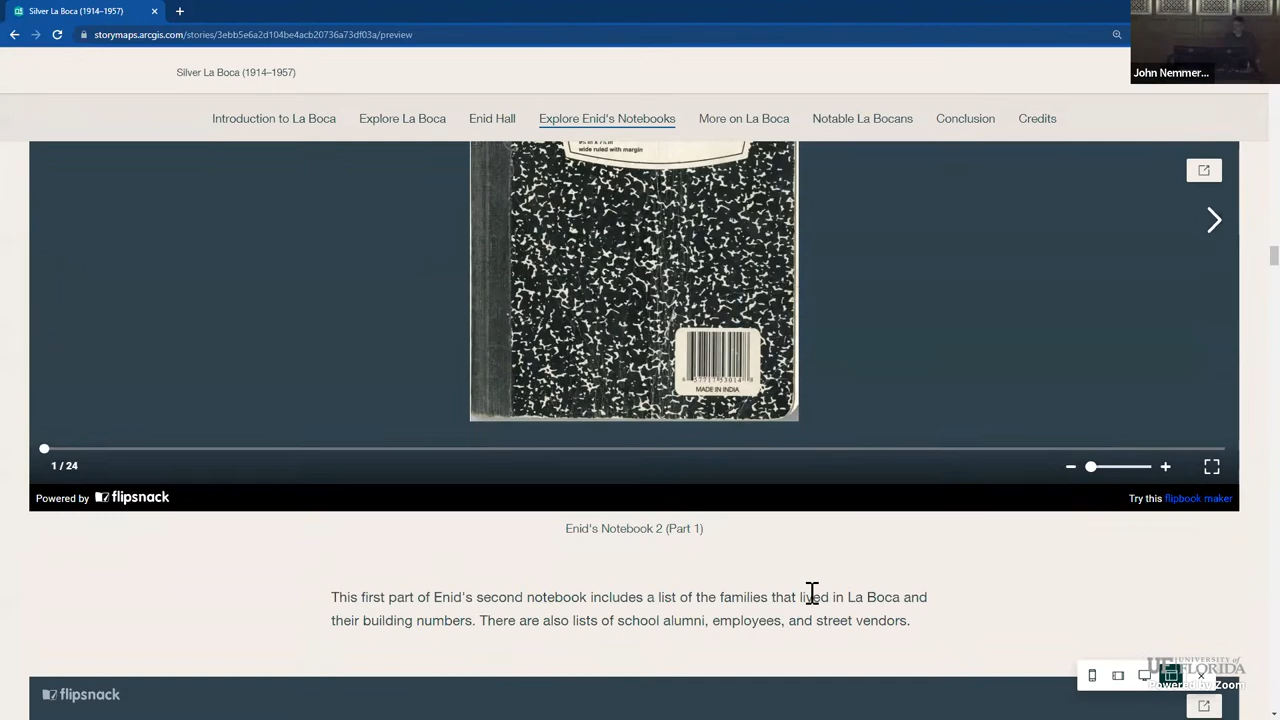 Silver La Boca (1914–1957)
storymaps.arcgis.com/stories/3ebb5e6a2d104be4acb20736a73df03a/preview
John Nemmer...
Silver La Boca (1914–1957)
Introduction to La Boca
Explore La Boca
Enid Hall
Explore Enid's Notebooks
More on La Boca
Notable La Bocans
Conclusion
Credits
wide ruled with margin
MADE IN INDIA
1 / 24
Powered by flipsnack
Try this flipbook maker
Enid's Notebook 2 (Part 1)
This first part of Enid's second notebook includes a list of the families that lived in La Boca and
their building numbers. There are also lists of school alumni, employees, and street vendors.
UF UNIVERSITY of
FLORIDA
Powered by Zoom
flipsnack